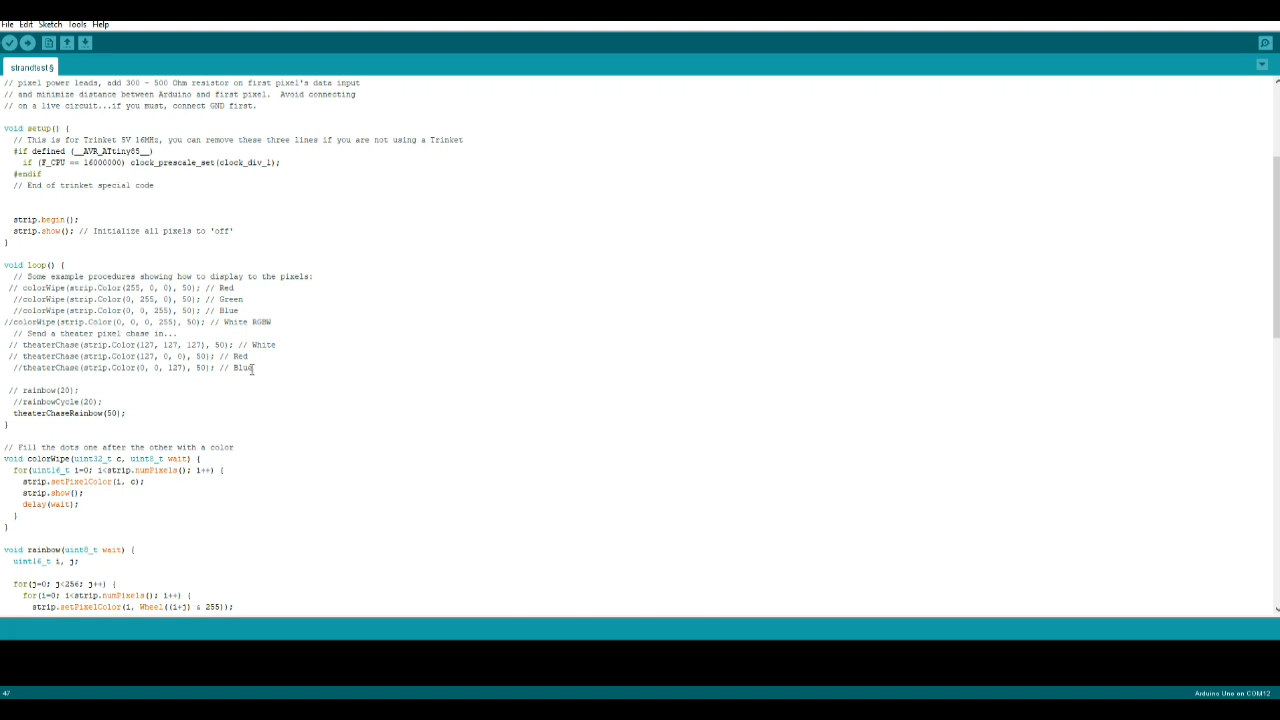 File Edit Sketch Tools Help
strandtest §
// pixel power leads, add 300 - 500 Ohm resistor on first pixel's data input
// and minimize distance between Arduino and first pixel.  Avoid connecting
// on a live circuit...if you must, connect GND first.
void setup() {
// This is for Trinket 5V 16MHz, you can remove these three lines if you are not using a Trinket
#if defined (__AVR_ATtiny85__)
if (F_CPU == 16000000) clock_prescale_set(clock_div_1);
#endif
// End of trinket special code
strip.begin();
strip.show(); // Initialize all pixels to 'off'
}
void loop() {
// Some example procedures showing how to display to the pixels:
// colorWipe(strip.Color(255, 0, 0), 50); // Red
//colorWipe(strip.Color(0, 255, 0), 50); // Green
//colorWipe(strip.Color(0, 0, 255), 50); // Blue
//colorWipe(strip.Color(0, 0, 0, 255), 50); // White RGBW
// Send a theater pixel chase in...
// theaterChase(strip.Color(127, 127, 127), 50); // White
// theaterChase(strip.Color(127, 0, 0), 50); // Red
//theaterChase(strip.Color(0, 0, 127), 50); // Blue
// rainbow(20);
//rainbowCycle(20);
theaterChaseRainbow(50);
}
// Fill the dots one after the other with a color
void colorWipe(uint32_t c, uint8_t wait) {
for(uint16_t i=0; i<strip.numPixels(); i++) {
strip.setPixelColor(i, c);
strip.show();
delay(wait);
}
}
void rainbow(uint8_t wait) {
uint16_t i, j;
for(j=0; j<256; j++) {
for(i=0; i<strip.numPixels(); i++) {
strip.setPixelColor(i, Wheel((i+j) & 255));
47
Arduino Uno on COM12